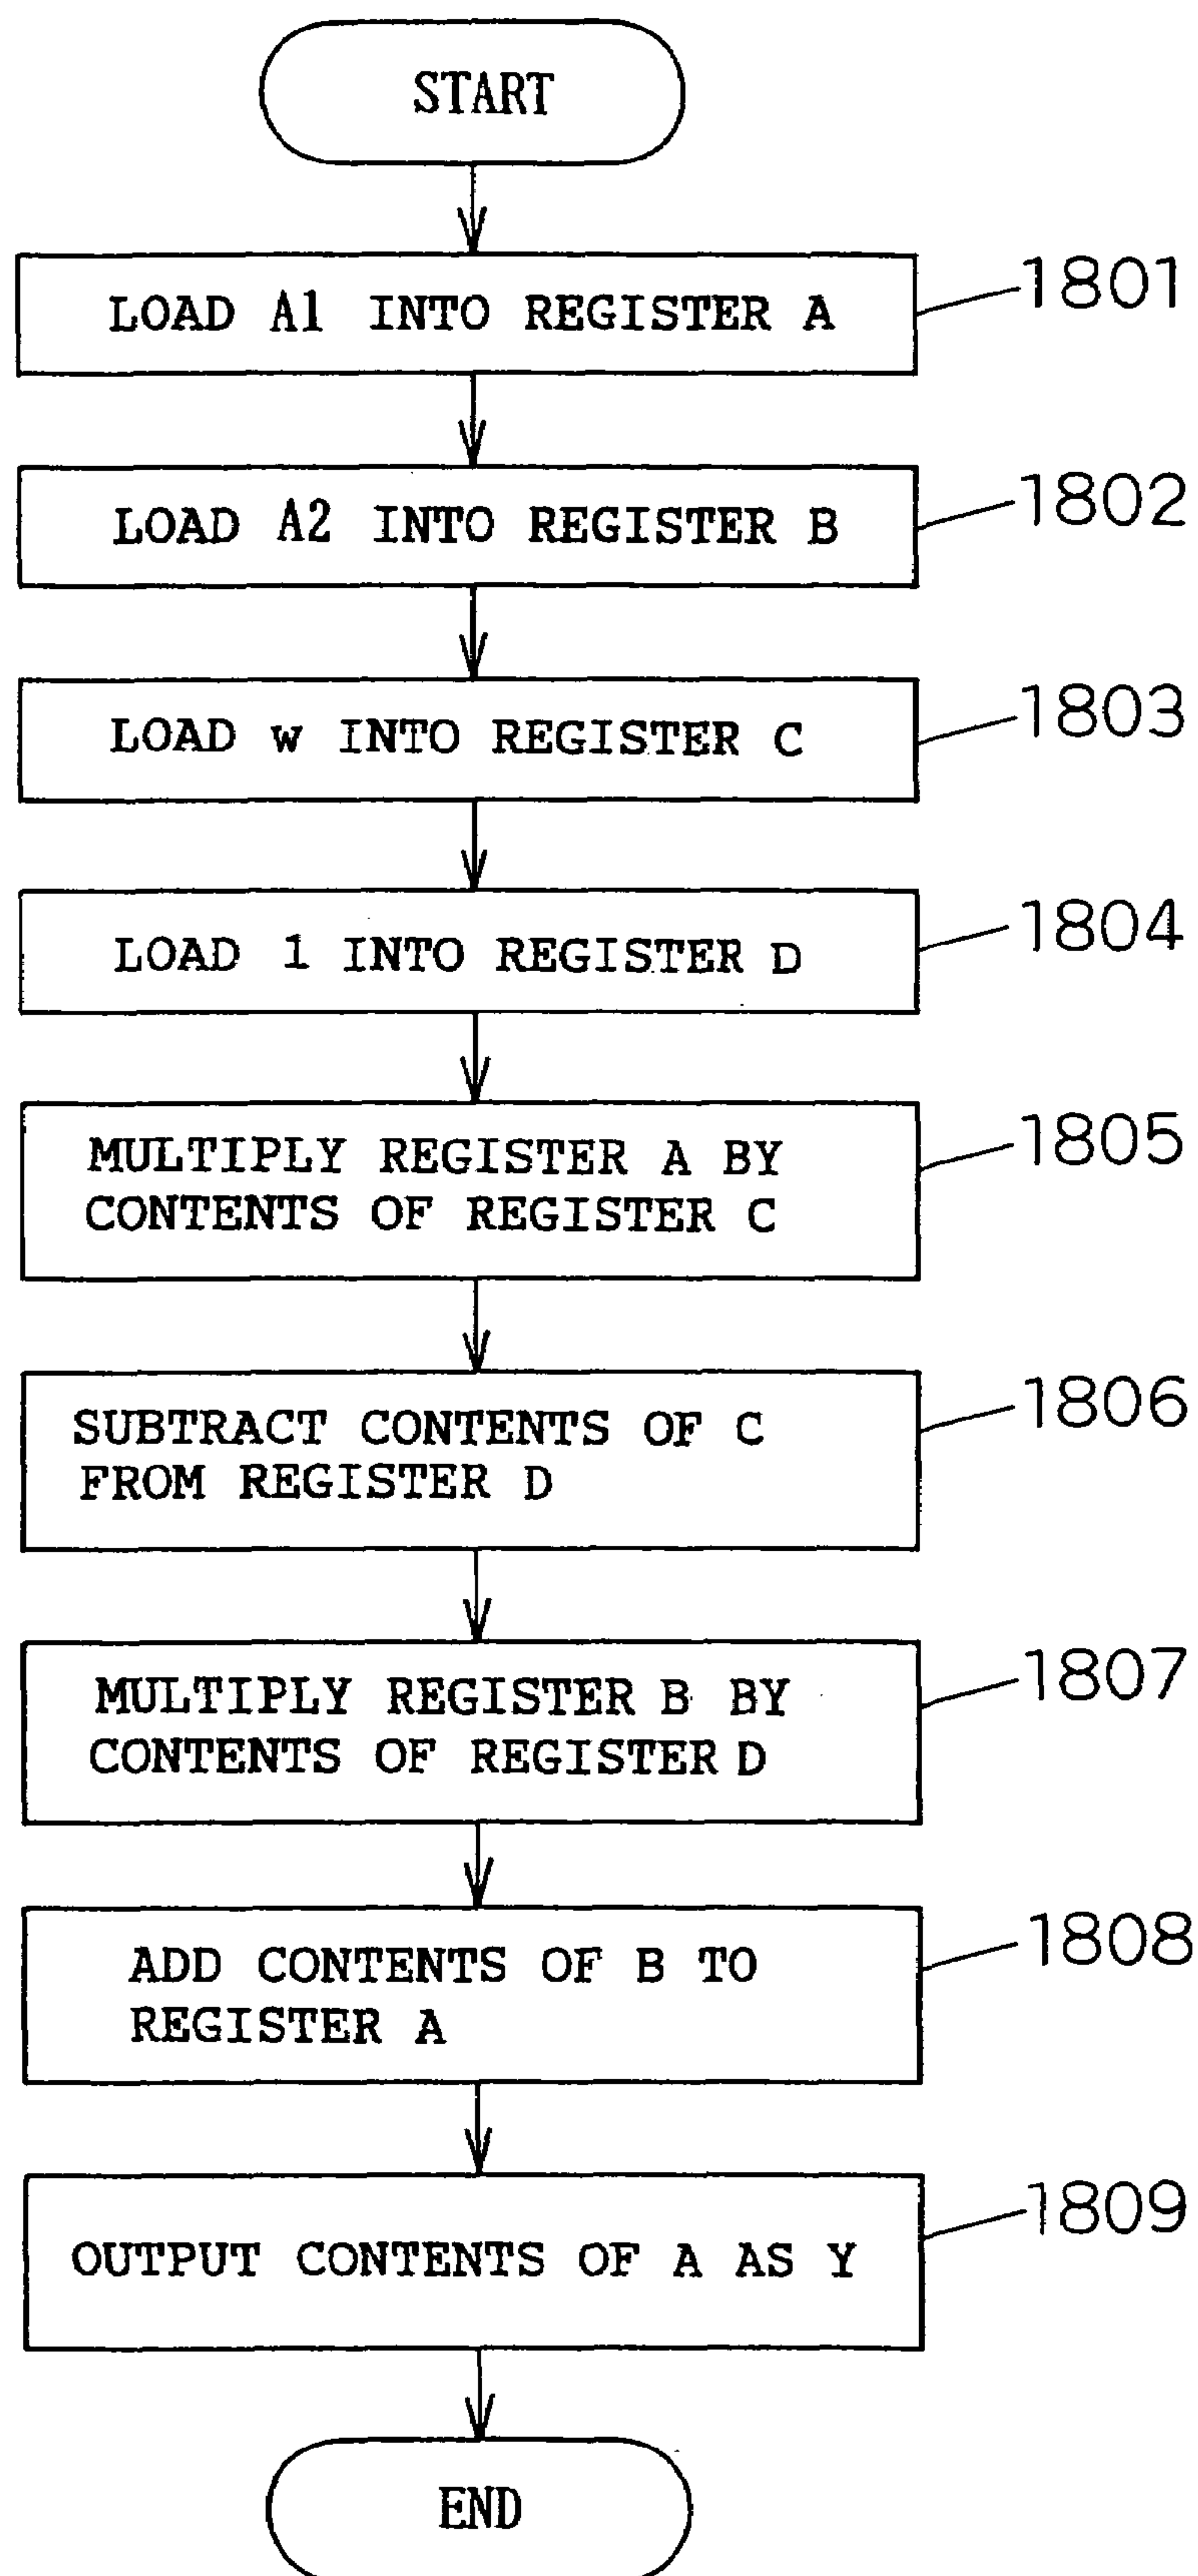 START
LOAD A1 INTO REGISTER A
1801
LOAD A2 INTO REGISTER B
1802
LOAD w INTO REGISTER C
1803
LOAD 1 INTO REGISTER D
1804
MULTIPLY REGISTER A BY
CONTENTS OF REGISTER C
1805
SUBTRACT CONTENTS OF C
FROM REGISTER D
1806
MULTIPLY REGISTER B BY
CONTENTS OF REGISTER D
1807
ADD CONTENTS OF B TO
REGISTER A
1808
OUTPUT CONTENTS OF A AS Y
1809
END